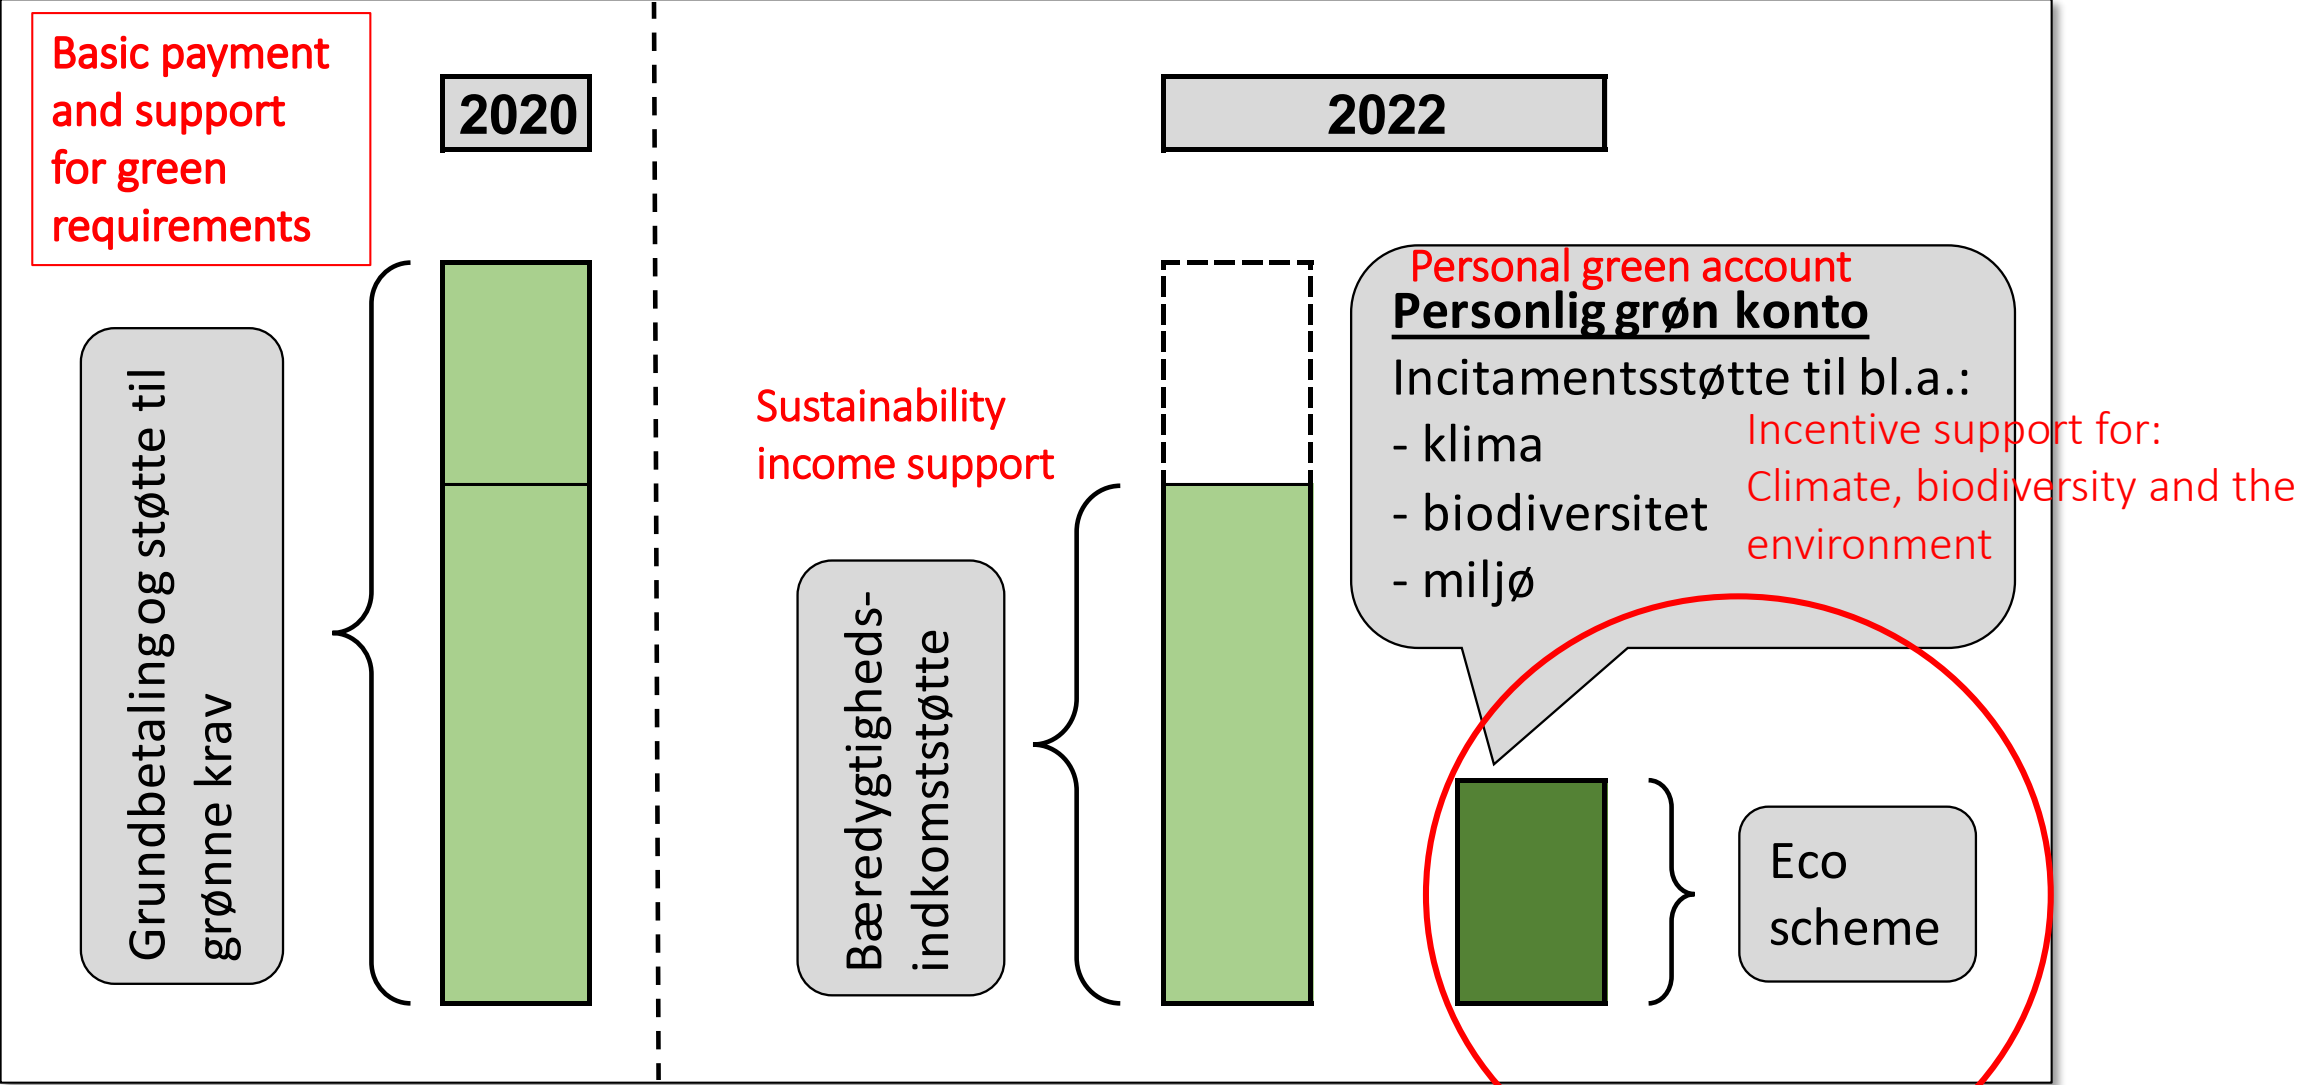 Basic payment
and support
for green
requirements
2020
2022
Grundbetaling og støtte til
grønne krav
Sustainability
income support
Bæredygtigheds-
indkomststøtte
Personal green account
Personlig grøn konto
Incitamentsstøtte til bl.a.:
- klima
- biodiversitet
- miljø
Incentive support for:
Climate, biodiversity and the
environment
Eco
scheme